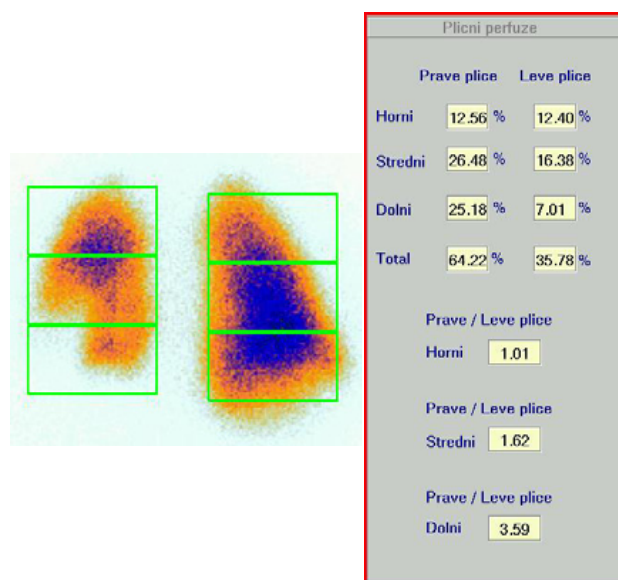 Plicni perfuze
Prave plice Leve plice
Horni 12.56 % 12.40 %
Stredni 26.48 % 16.38 %
Dolni 25.18 % 7.01 %
Total 64.22 % 35.78 %
Prave / Leve plice
Horni 1.01
Prave / Leve plice
Stredni 1.62
Prave / Leve plice
Dolni 3.59